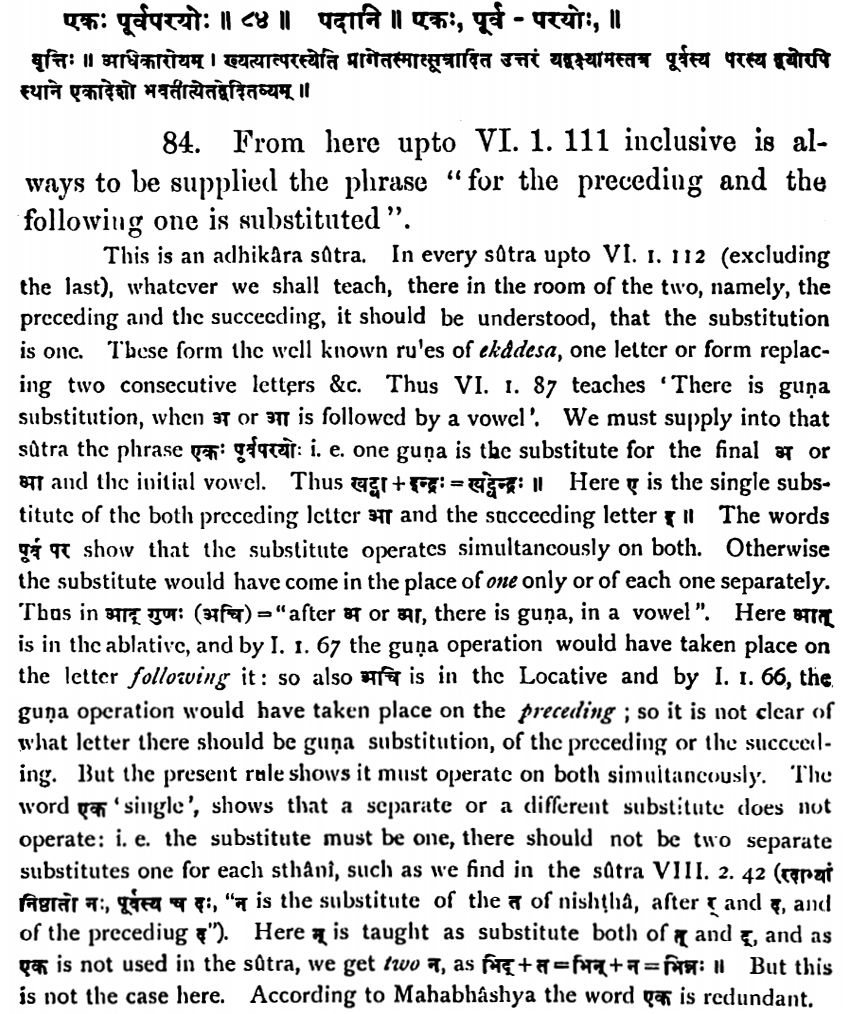 एकः पूर्वपरयोः ॥ ८४ ॥ पदानि ॥ एकः, पूर्व - परयोः, ॥
वृत्तिः ॥ अधिकारोयम् । ख्यत्यात्परस्येति प्रागेतस्मात्सूत्रादित उत्तरं यद्वक्ष्यामस्तत्र पूर्वस्य परस्य द्वयोरपि
स्थाने एकादेशो भवतीत्येतद्वेदितव्यम् ॥
84. From here upto VI. 1. 111 inclusive is al-
ways to be supplied the phrase “for the preceding and the
following one is substituted”.
This is an adhikâra sûtra. In every sûtra upto VI. 1. 112 (excluding
the last), whatever we shall teach, there in the room of the two, namely, the
preceding and the succeeding, it should be understood, that the substitution
is one. These form the well known ru'es of ekâdesa, one letter or form replac-
ing two consecutive letters &c. Thus VI. 1. 87 teaches ‘There is guṇa
substitution, when अ or आ is followed by a vowel’. We must supply into that
sûtra the phrase एकः पूर्वपरयोः i. e. one guṇa is the substitute for the final अ or
आ and the initial vowel. Thus खट्वा + इन्द्रः = खट्वेन्द्रः ॥ Here ए is the single subs-
titute of the both preceding letter आ and the succeeding letter इ ॥ The words
पूर्व पर show that the substitute operates simultaneously on both. Otherwise
the substitute would have come in the place of one only or of each one separately.
Thus in आद् गुणः (अचि) = “after अ or आ, there is guṇa, in a vowel”. Here आत्
is in the ablative, and by I. 1. 67 the guṇa operation would have taken place on
the letter following it: so also अचि is in the Locative and by I. 1. 66, the
guṇa operation would have taken place on the preceding; so it is not clear of
what letter there should be guṇa substitution, of the preceding or the succeed-
ing. But the present rule shows it must operate on both simultaneously. The
word एक ‘single’, shows that a separate or a different substitute does not
operate: i. e. the substitute must be one, there should not be two separate
substitutes one for each sthânî, such as we find in the sûtra VIII. 2. 42 (रदाभ्यां
निष्ठातो नः, पूर्वस्य च दः, “न is the substitute of the त of nishṭhâ, after र् and द्, and
of the precediug द”). Here न् is taught as substitute both of त् and द्, and as
एक is not used in the sûtra, we get two न, as भिद् + त = भिन् + न = भिन्नः ॥ But this
is not the case here. According to Mahabhâshya the word एक is redundant.